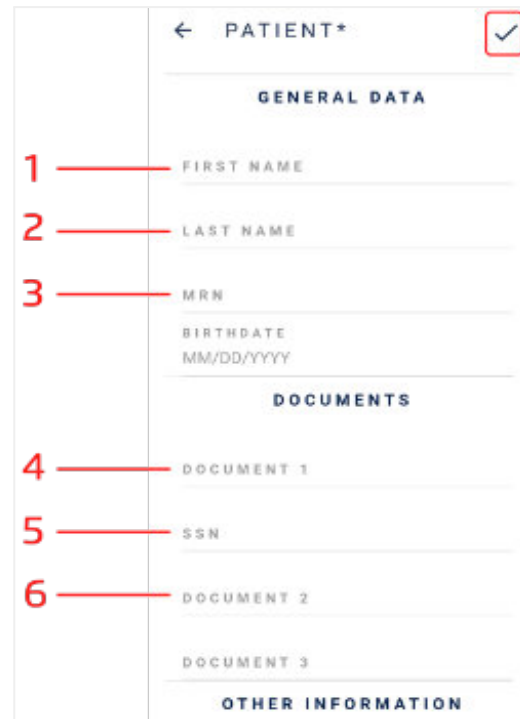 ← PATIENT* ✓
GENERAL DATA
1 FIRST NAME
2 LAST NAME
3 MRN
BIRTHDATE
MM/DD/YYYY
DOCUMENTS
4 DOCUMENT 1
5 SSN
6 DOCUMENT 2
DOCUMENT 3
OTHER INFORMATION